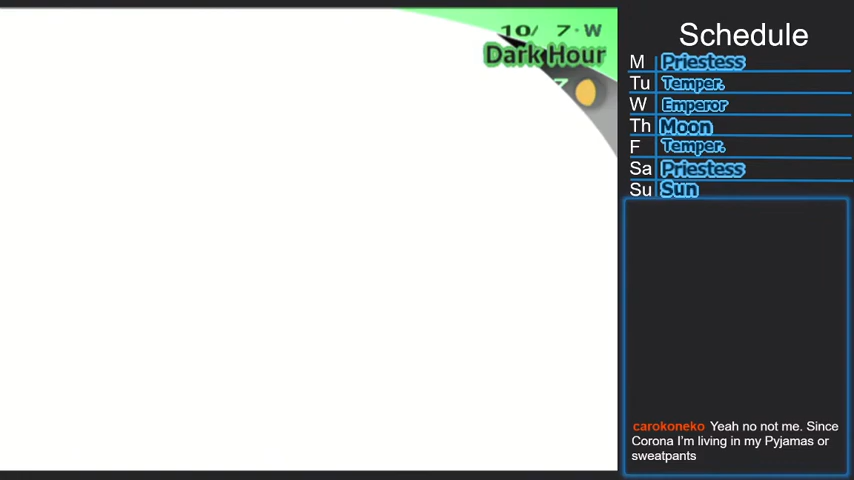 10/ 7·W
Dark Hour
7
Schedule
M Priestess
Tu Temper.
W Emperor
Th Moon
F Temper.
Sa Priestess
Su Sun
carokoneko Yeah no not me. Since
Corona I'm living in my Pyjamas or
sweatpants